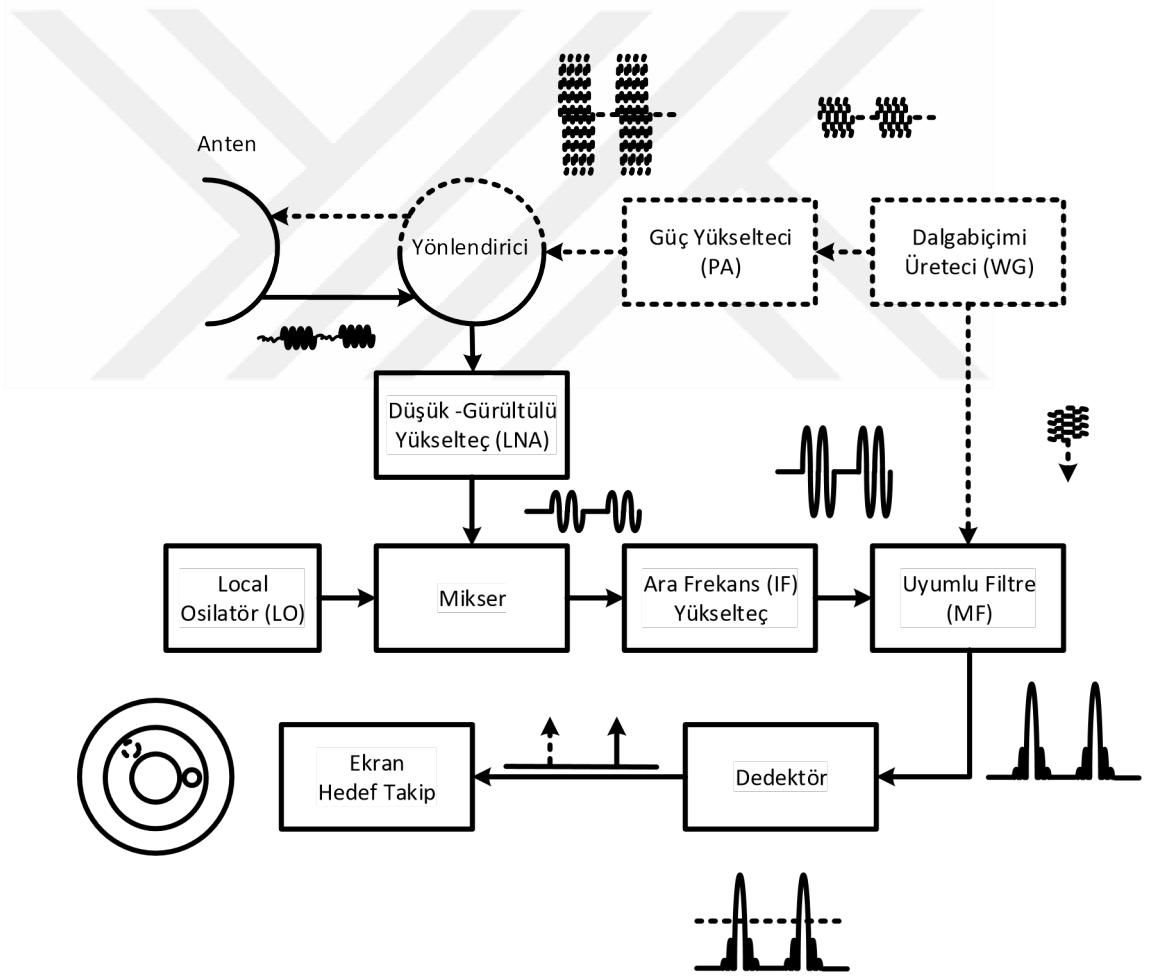 Anten
Yönlendirici
Güç Yükselteci
(PA)
Dalgabiçimi
Üreteci (WG)
Düşük -Gürültülü
Yükselteç (LNA)
Local
Osilatör (LO)
Mikser
Ara Frekans (IF)
Yükselteç
Uyumlu Filtre
(MF)
Ekran
Hedef Takip
Dedektör